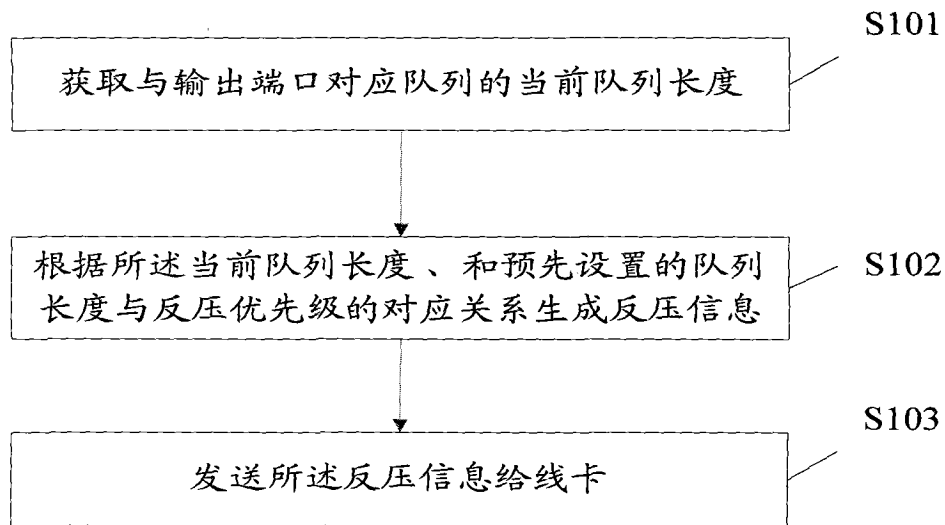 S101
获取与输出端口对应队列的当前队列长度
S102
根据所述当前队列长度、和预先设置的队列
长度与反压优先级的对应关系生成反压信息
S103
发送所述反压信息给线卡